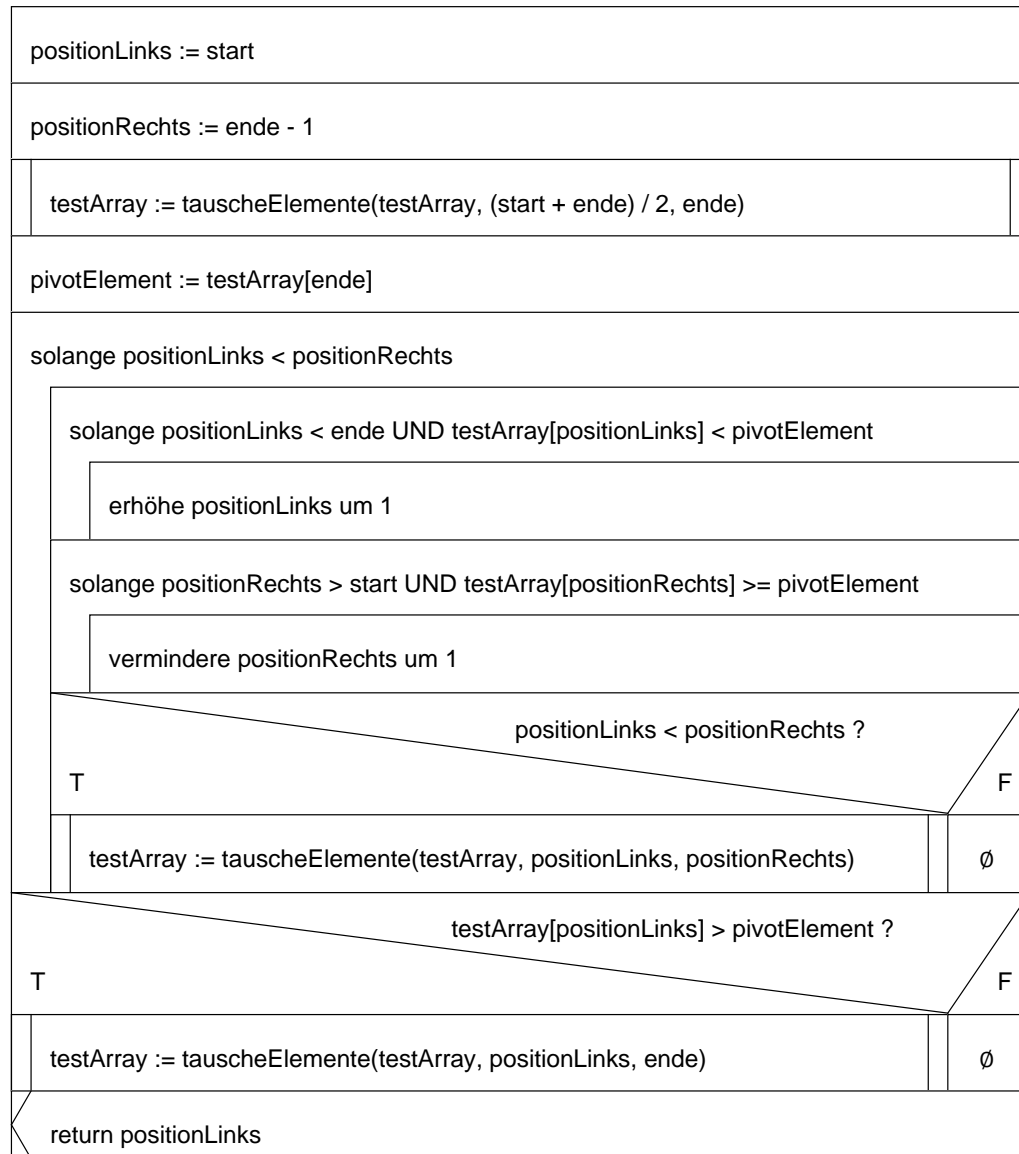 positionLinks := start
positionRechts := ende - 1
testArray := tauscheElemente(testArray, (start + ende) / 2, ende)
pivotElement := testArray[ende]
solange positionLinks < positionRechts
solange positionLinks < ende UND testArray[positionLinks] < pivotElement
erhöhe positionLinks um 1
solange positionRechts > start UND testArray[positionRechts] >= pivotElement
vermindere positionRechts um 1
positionLinks < positionRechts ?
T F
testArray := tauscheElemente(testArray, positionLinks, positionRechts) ∅
testArray[positionLinks] > pivotElement ?
T F
testArray := tauscheElemente(testArray, positionLinks, ende) ∅
return positionLinks